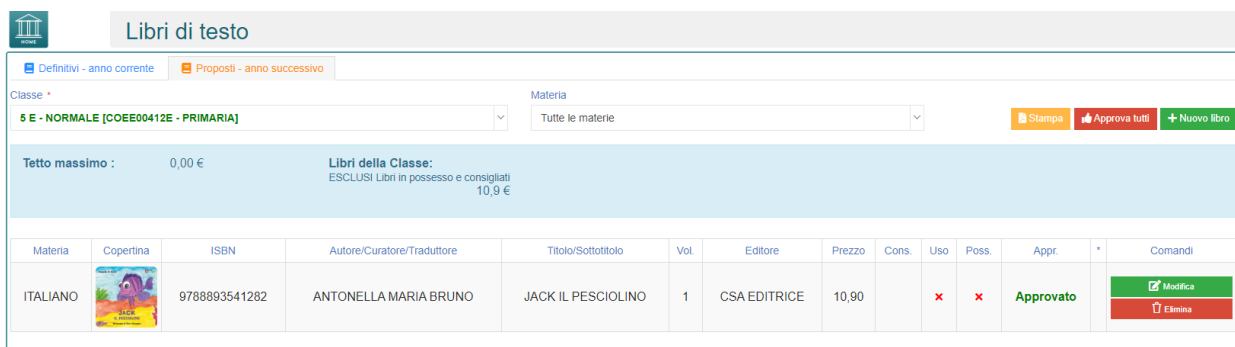 HOME
Libri di testo
Definitivi - anno corrente
Proposti - anno successivo
Classe *
Materia
5 E - NORMALE [COEE00412E - PRIMARIA]
Tutte le materie
Stampa
Approva tutti
+ Nuovo libro
Tetto massimo :
0,00 €
Libri della Classe:
ESCLUSI Libri in possesso e consigliati
10,9 €
Materia Copertina ISBN Autore/Curatore/Traduttore Titolo/Sottotitolo Vol. Editore Prezzo Cons. Uso Poss. Appr. * Comandi
ITALIANO
JACK
IL PESCIOLINO
9788893541282 ANTONELLA MARIA BRUNO JACK IL PESCIOLINO 1 CSA EDITRICE 10,90 Approvato
Modifica
Elimina